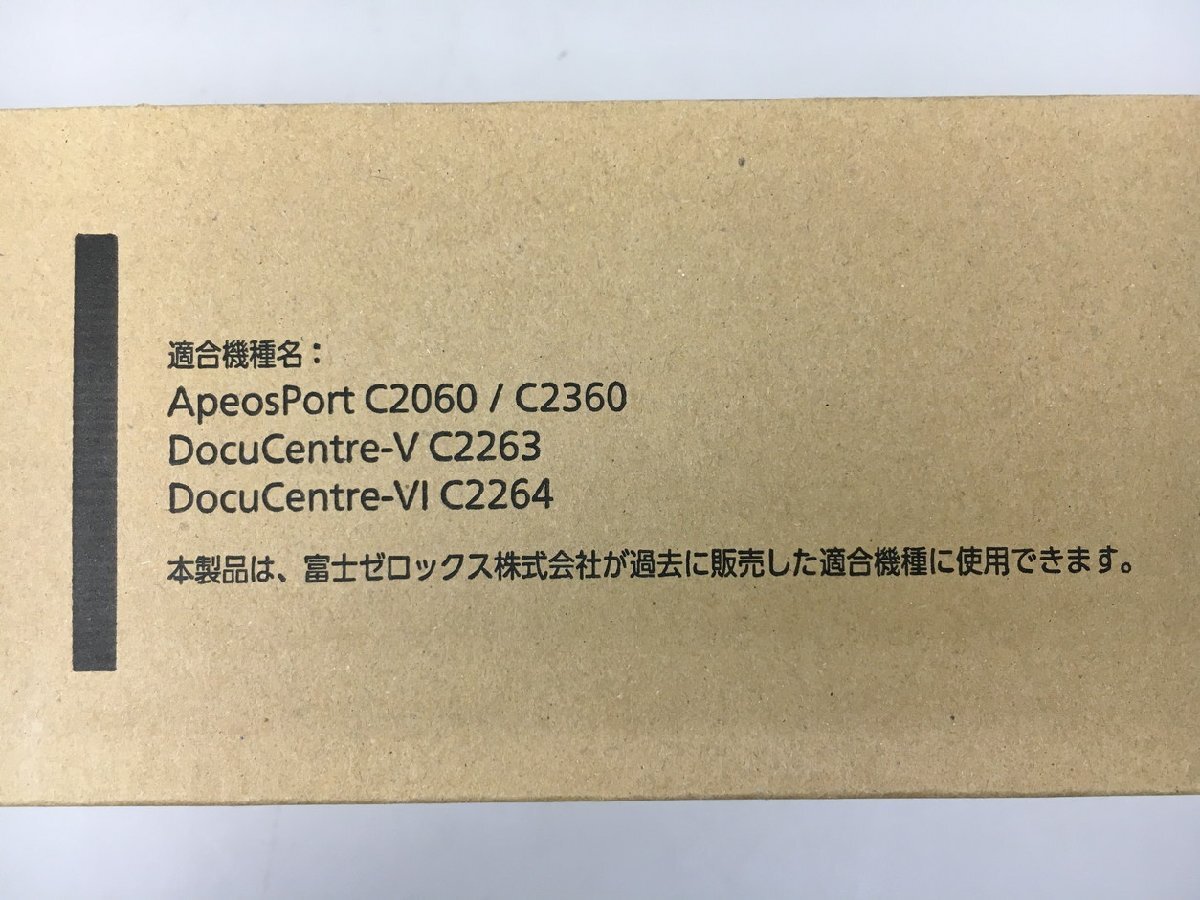 適合機種名：
ApeosPort C2060 / C2360
DocuCentre-V C2263
DocuCentre-VI C2264
本製品は、富士ゼロックス株式会社が過去に販売した適合機種に使用できます。